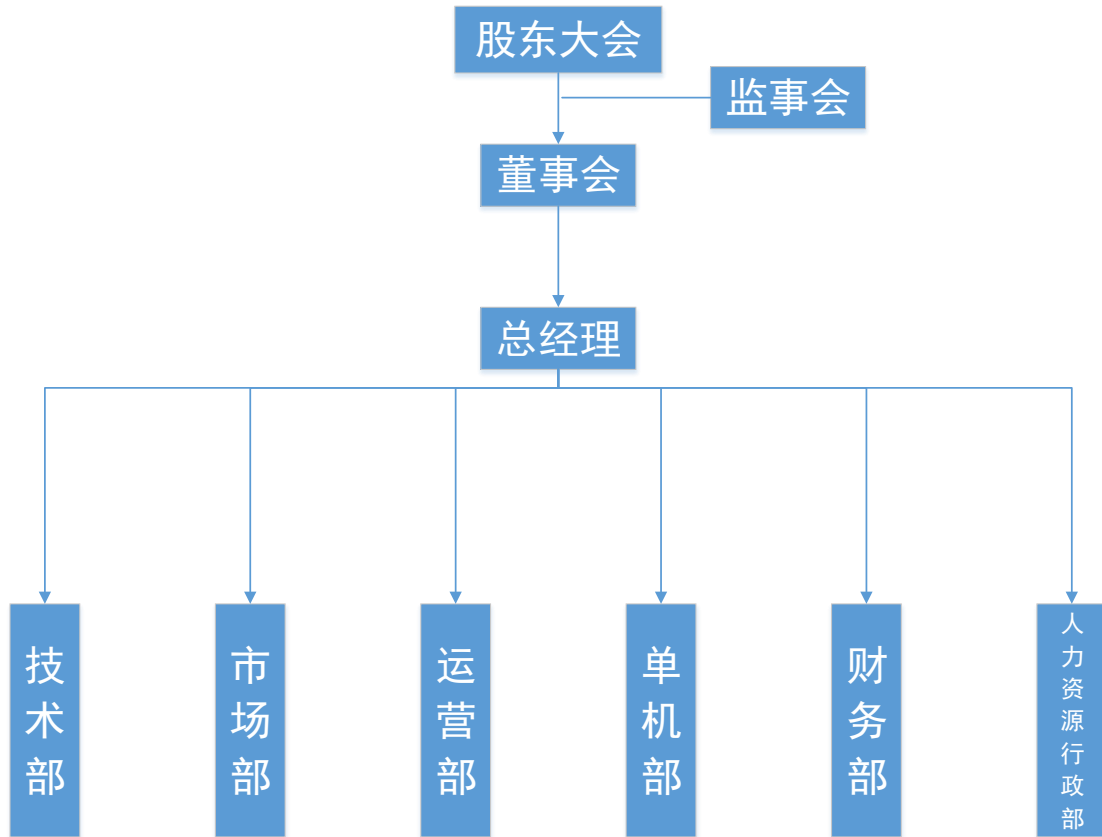 股东大会
监事会
董事会
总经理
技术部
市场部
运营部
单机部
财务部
人力资源行政部